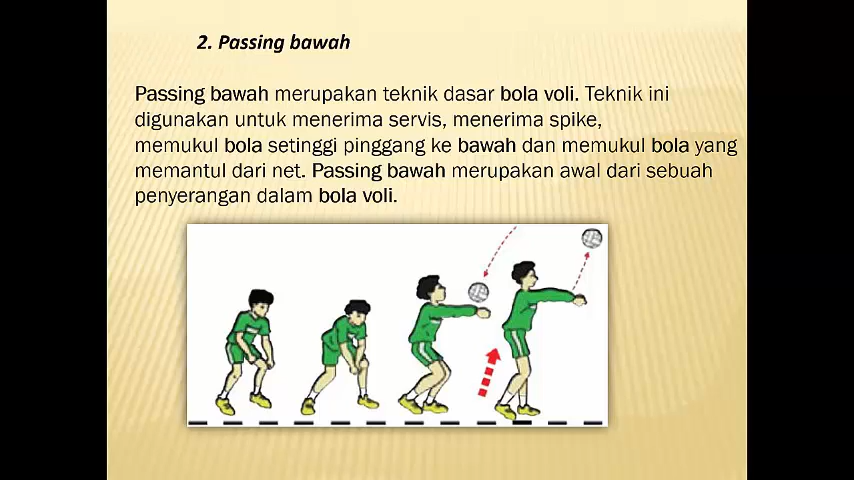 2. Passing bawah
Passing bawah merupakan teknik dasar bola voli. Teknik ini
digunakan untuk menerima servis, menerima spike,
memukul bola setinggi pinggang ke bawah dan memukul bola yang
memantul dari net. Passing bawah merupakan awal dari sebuah
penyerangan dalam bola voli.